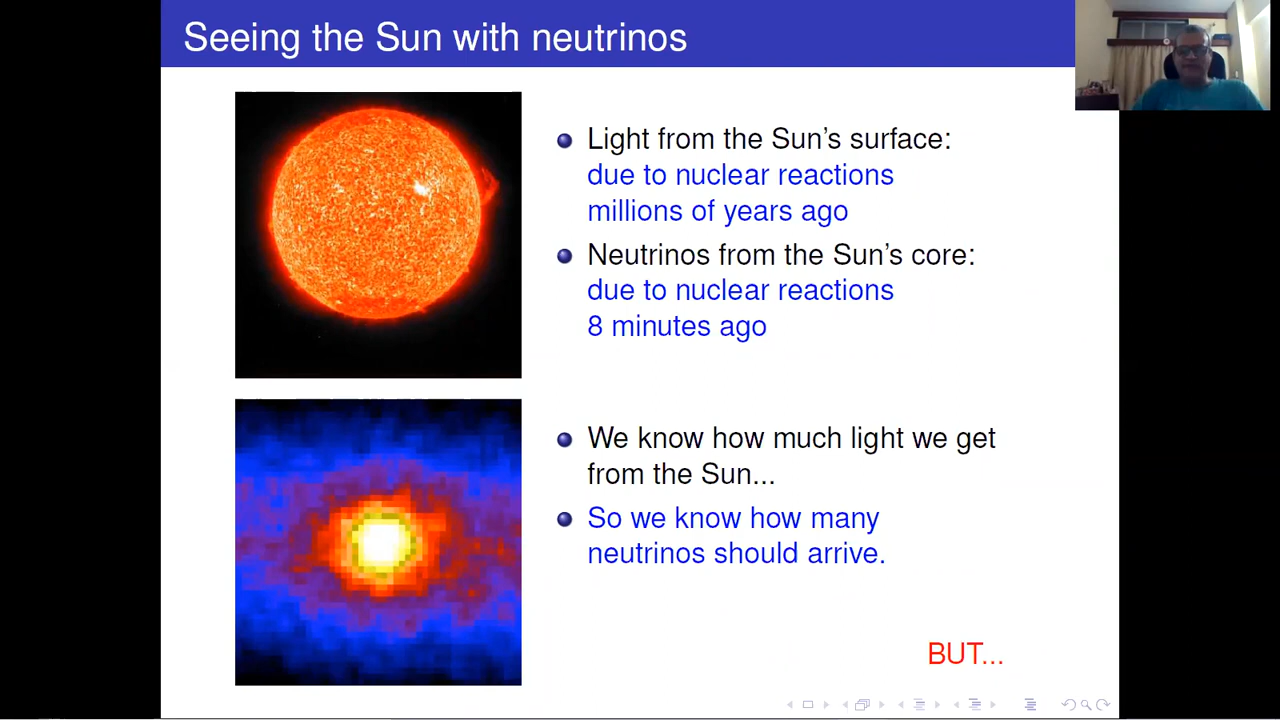 Seeing the Sun with neutrinos
Light from the Sun's surface:
due to nuclear reactions
millions of years ago
Neutrinos from the Sun's core:
due to nuclear reactions
8 minutes ago
We know how much light we get
from the Sun...
So we know how many
neutrinos should arrive.
BUT...